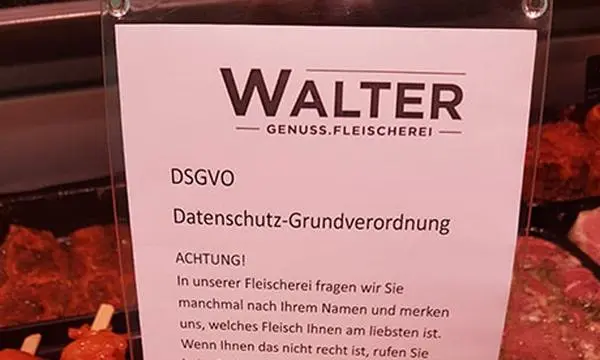 WALTER
GENUSS.FLEISCHEREI
DSGVO
Datenschutz-Grundverordnung
ACHTUNG!
In unserer Fleischerei fragen wir Sie
manchmal nach Ihrem Namen und merken
uns, welches Fleisch Ihnen am liebsten ist.
Wenn Ihnen das nicht recht ist, rufen Sie